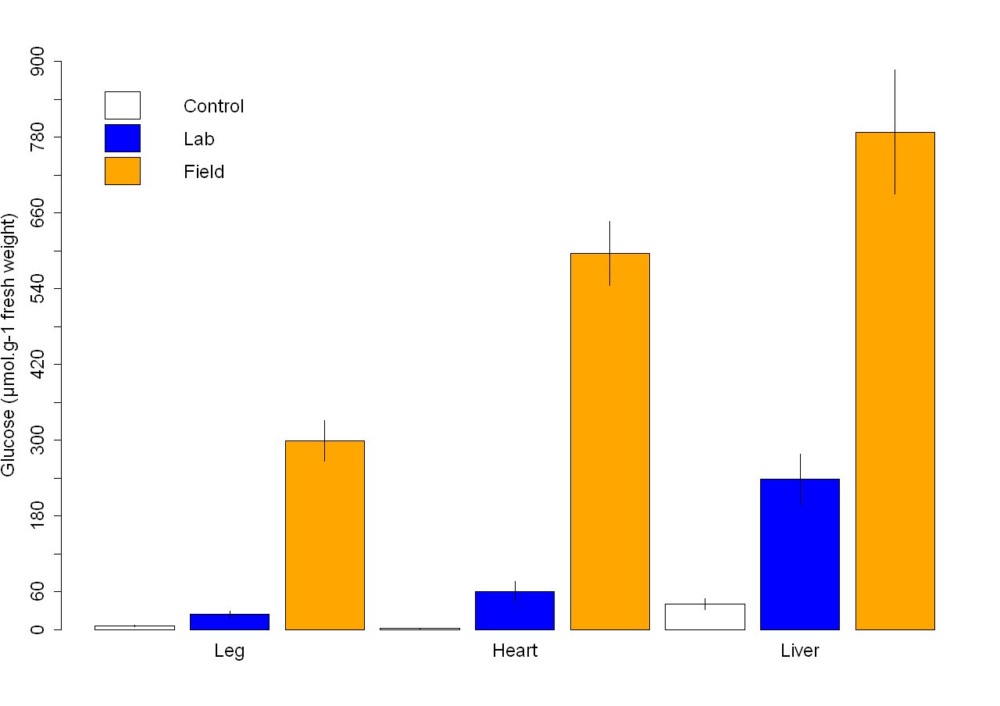 Glucose (µmol.g-1 fresh weight)
900
780
660
540
420
300
180
60
0
Control
Lab
Field
Leg
Heart
Liver